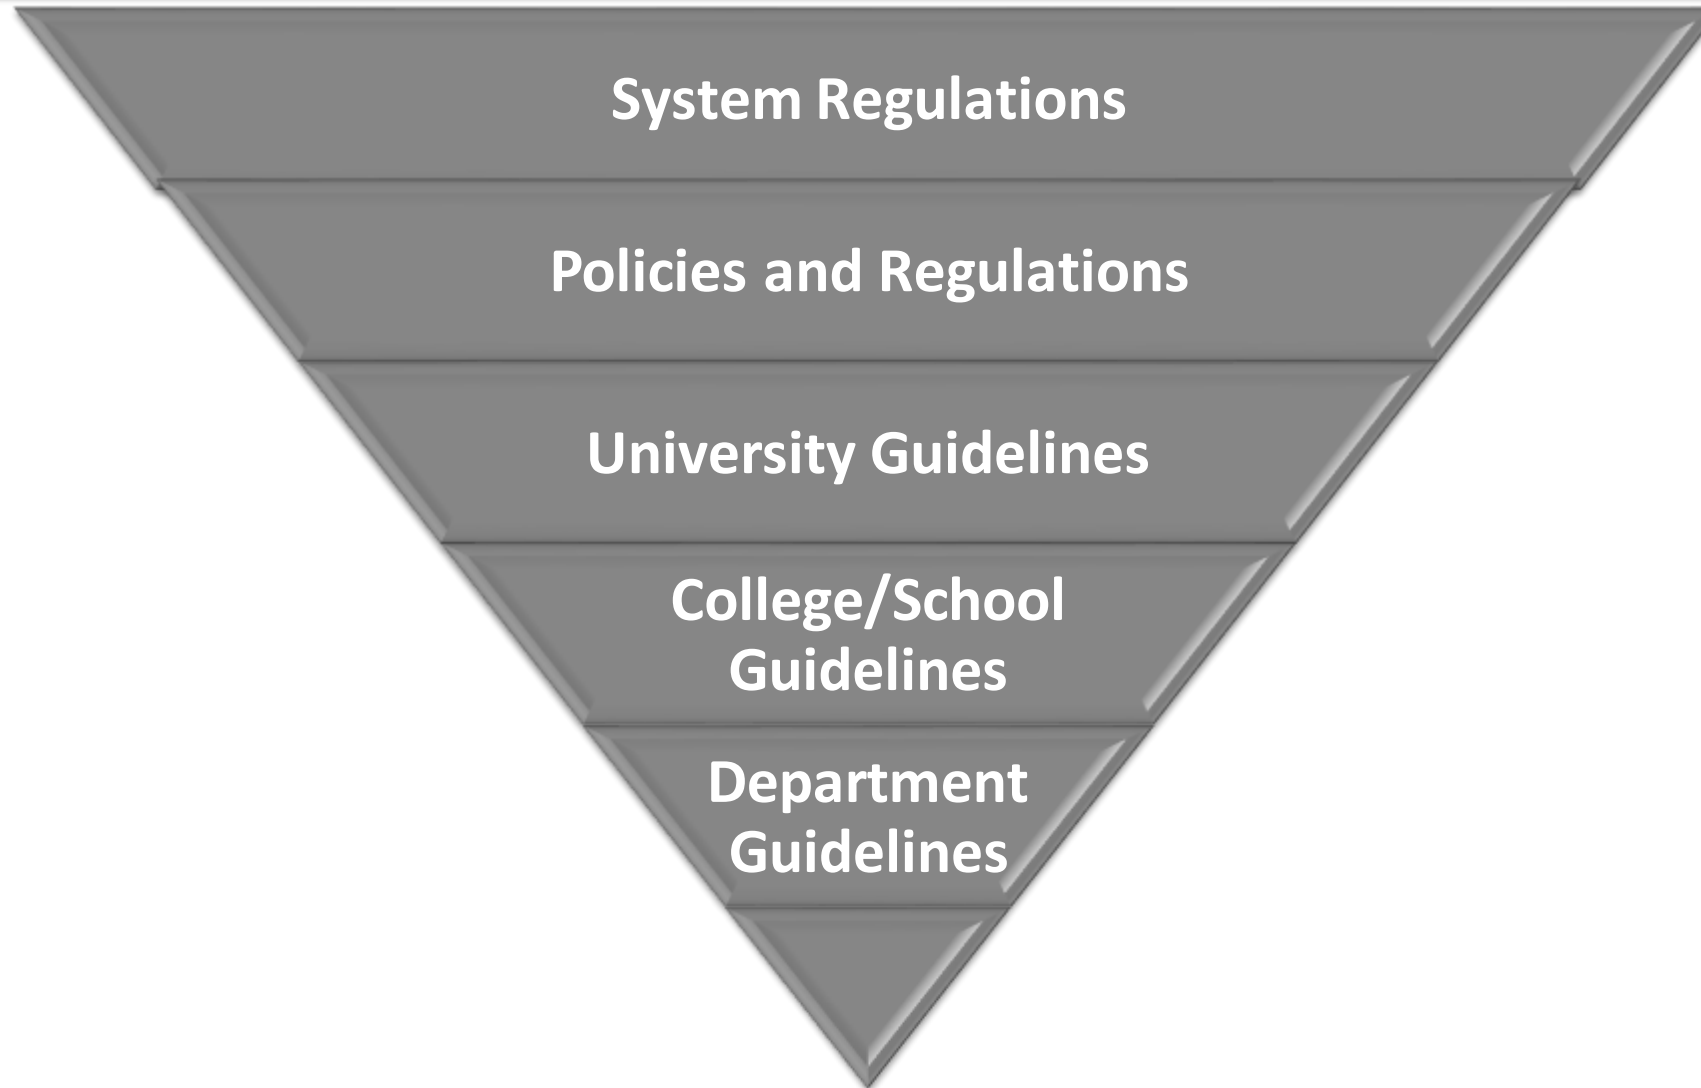 System Regulations
Policies and Regulations
University Guidelines
College/School
Guidelines
Department
Guidelines